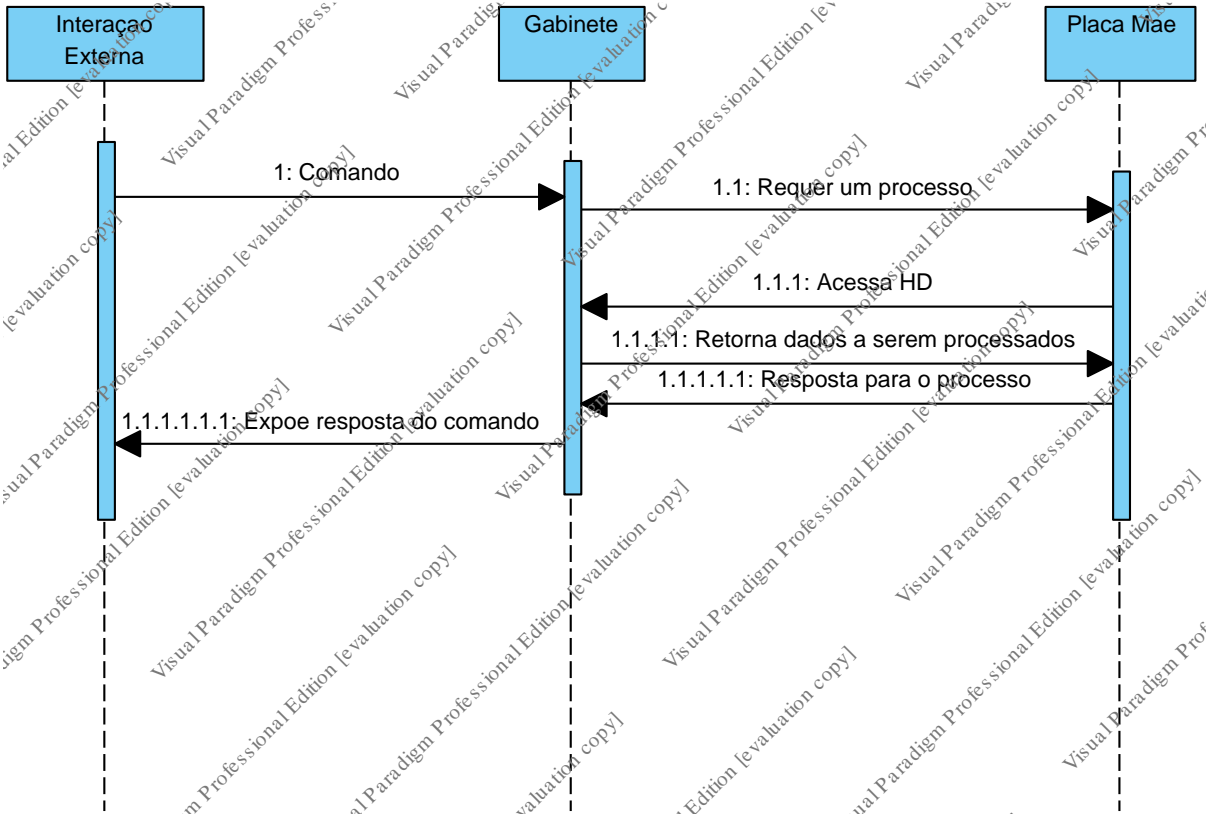 Interaçao
Externa
Gabinete
Placa Mae
1: Comando
1.1: Requer um processo
1.1.1: Acessa HD
1.1.1.1: Retorna dados a serem processados
1.1.1.1.1: Resposta para o processo
1.1.1.1.1.1: Expoe resposta do comando
Visual Paradigm Professional Edition [evaluation copy]